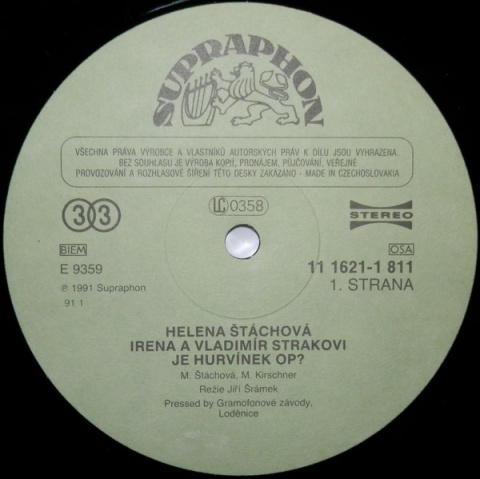 SUPRAPHON
VŠECHNA PRÁVA VÝROBCE A VLASTNÍKŮ AUTORSKÝCH PRÁV K DÍLU JSOU VYHRAZENA.
BEZ SOUHLASU JE VÝROBA KOPIÍ, PRONÁJEM, PŮJČOVÁNÍ, VEŘEJNÉ
PROVOZOVÁNÍ A ROZHLASOVÉ ŠÍŘENÍ TÉTO DESKY ZAKÁZÁNO - MADE IN CZECHOSLOVAKIA
33
LC 0358
STEREO
BIEM
OSA
E 9359
11 1621-1 811
℗ 1991 Supraphon
1. STRANA
91 1
HELENA ŠTÁCHOVÁ
IRENA A VLADIMÍR STRAKOVI
JE HURVÍNEK OP?
M. Štáchová, M. Kirschner
Režie Jiří Šrámek
Pressed by Gramofonové závody,
Loděnice